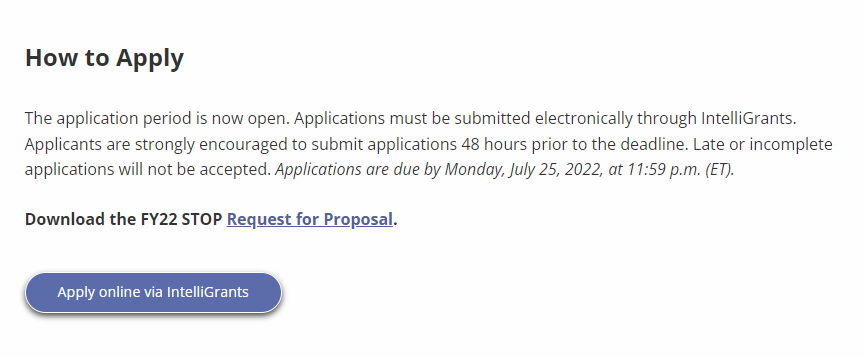 How to Apply
The application period is now open. Applications must be submitted electronically through IntelliGrants.
Applicants are strongly encouraged to submit applications 48 hours prior to the deadline. Late or incomplete
applications will not be accepted. Applications are due by Monday, July 25, 2022, at 11:59 p.m. (ET).
Download the FY22 STOP Request for Proposal.
Apply online via IntelliGrants